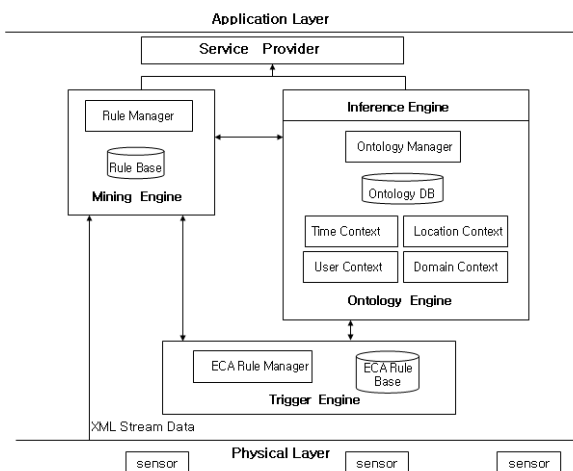 Application Layer
Service Provider
Rule Manager
Rule Base
Mining Engine
Inference Engine
Ontology Manager
Ontology DB
Time Context
Location Context
User Context
Domain Context
Ontology Engine
ECA Rule Manager
ECA Rule
Base
Trigger Engine
XML Stream Data
Physical Layer
sensor
sensor
sensor